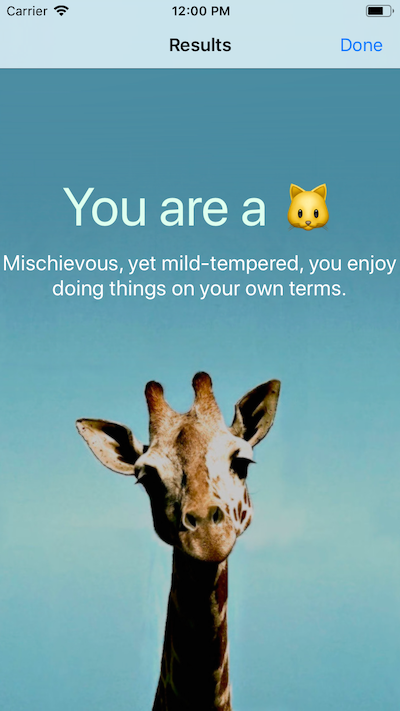 Carrier 12:00 PM
Results Done
You are a 🐱
Mischievous, yet mild-tempered, you enjoy
doing things on your own terms.